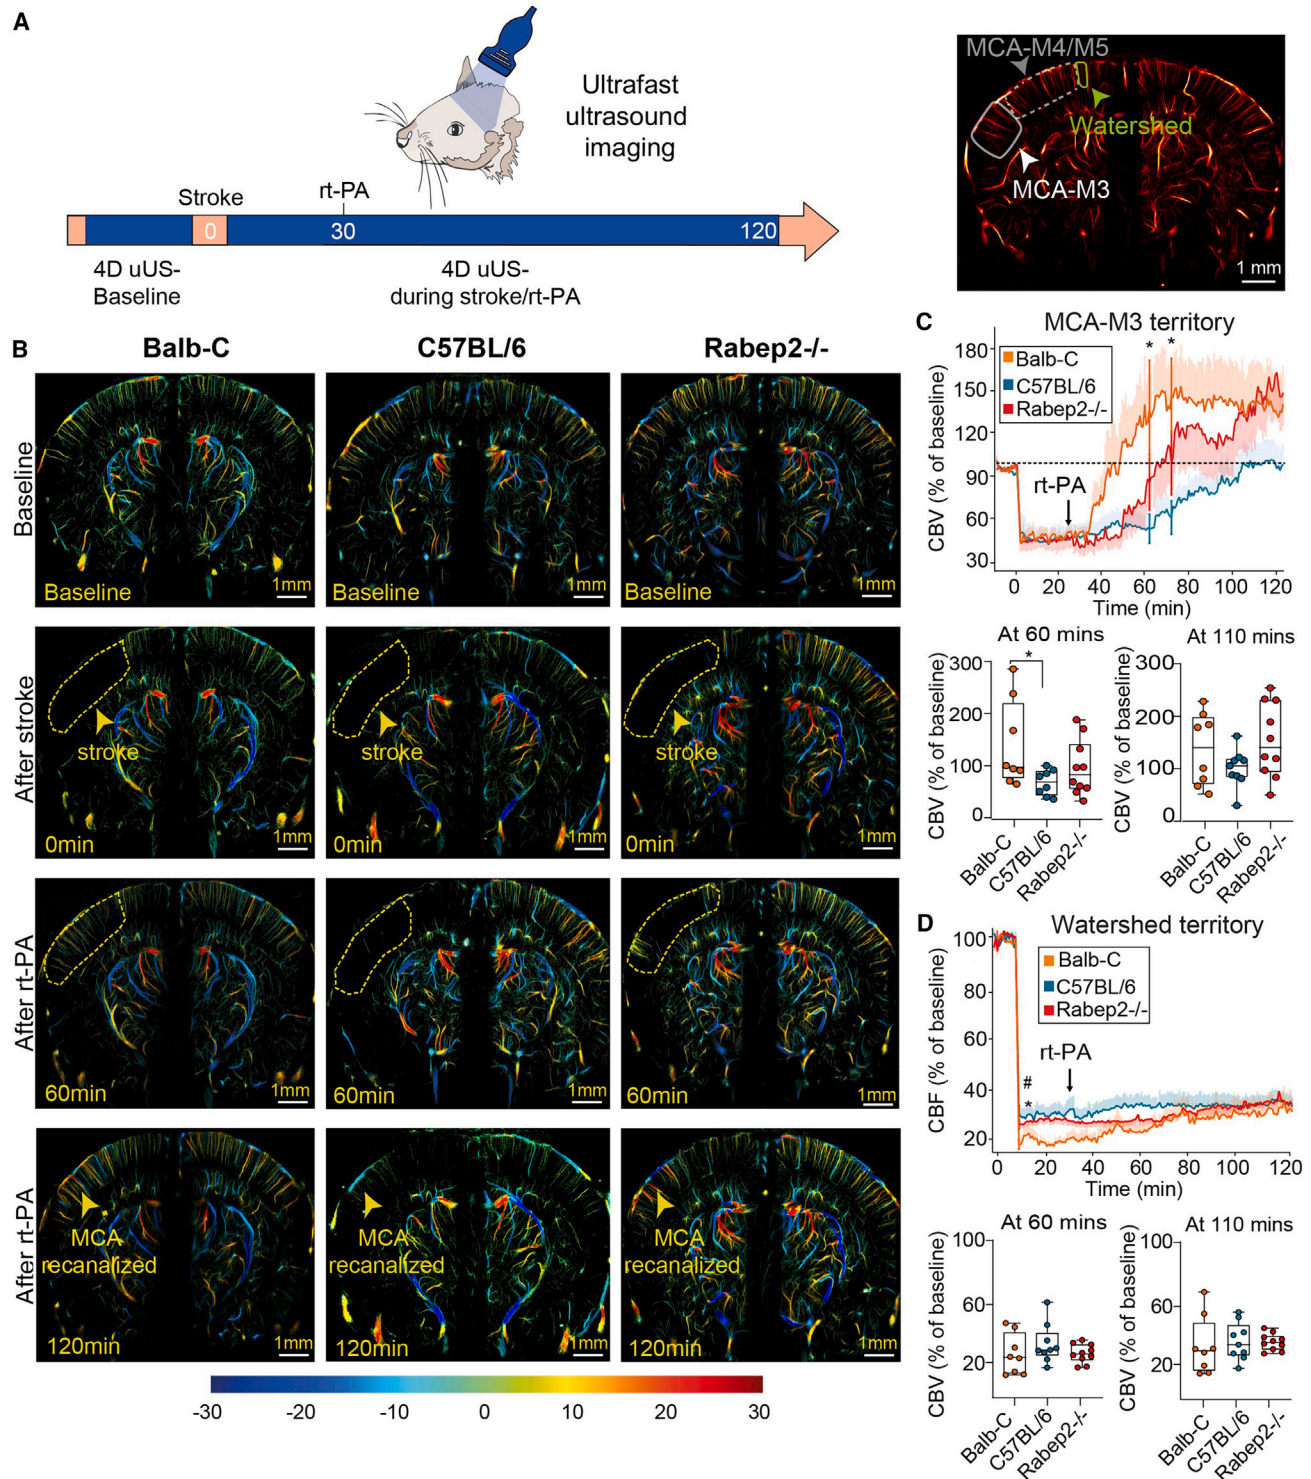 A
Ultrafast
ultrasound
imaging
Stroke
rt-PA
0
30
120
4D uUS-
Baseline
4D uUS-
during stroke/rt-PA
MCA-M4/M5
Watershed
MCA-M3
1 mm
B
Balb-C
C57BL/6
Rabep2-/-
Baseline
Baseline
1mm
Baseline
1mm
Baseline
1mm
After stroke
stroke
0min
1mm
stroke
0min
1mm
stroke
0min
1mm
After rt-PA
60min
1mm
60min
1mm
60min
1mm
After rt-PA
MCA
recanalized
120min
1mm
MCA
recanalized
120min
1mm
MCA
recanalized
120min
1mm
-30
-20
-10
0
10
20
30
C
MCA-M3 territory
CBV (% of baseline)
180
150
120
90
60
30
Balb-C
C57BL/6
Rabep2-/-
* *
rt-PA
0 20 40 60 80 100 120
Time (min)
At 60 mins
CBV (% of baseline)
300
200
100
0
*
Balb-C
C57BL/6
Rabep2-/-
At 110 mins
CBV (% of baseline)
300
200
100
0
Balb-C
C57BL/6
Rabep2-/-
D
Watershed territory
CBF (% of baseline)
100
80
60
40
20
Balb-C
C57BL/6
Rabep2-/-
rt-PA
#
*
0 20 40 60 80 100 120
Time (min)
At 60 mins
CBV (% of baseline)
100
60
20
Balb-C
C57BL/6
Rabep2-/-
At 110 mins
CBV (% of baseline)
100
60
20
Balb-C
C57BL/6
Rabep2-/-